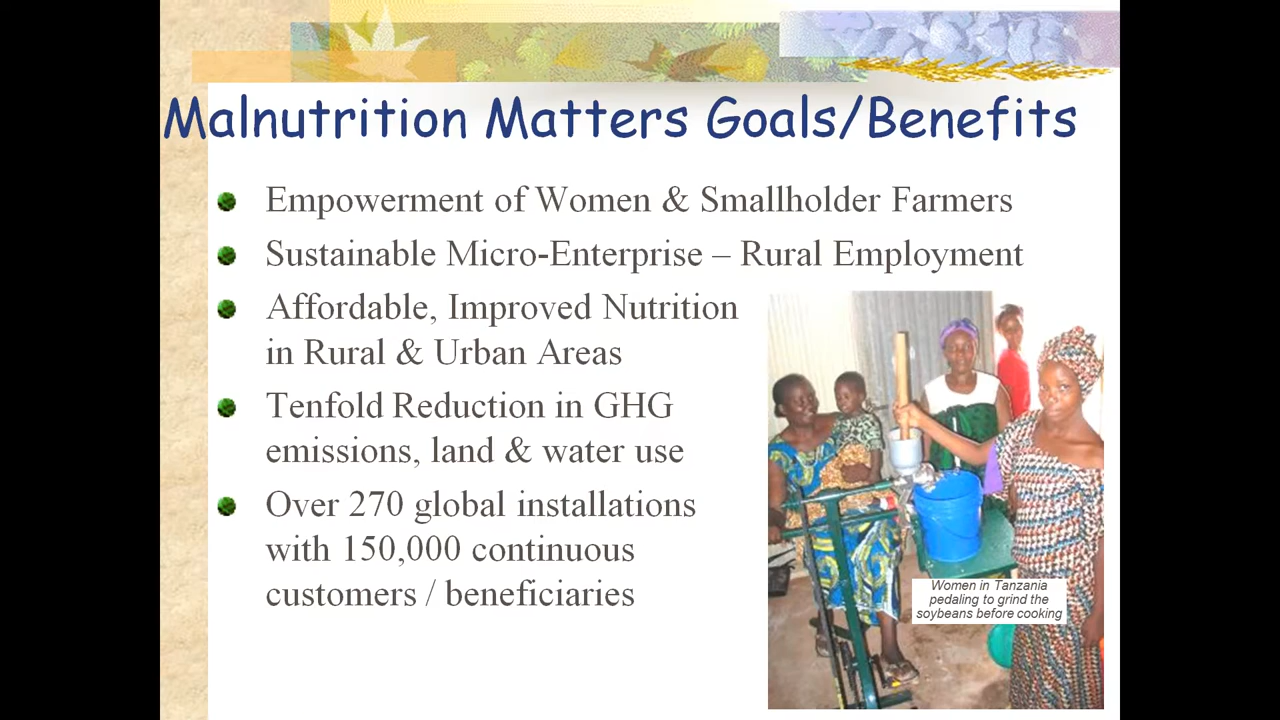 Malnutrition Matters Goals/Benefits
Empowerment of Women & Smallholder Farmers
Sustainable Micro-Enterprise – Rural Employment
Affordable, Improved Nutrition
in Rural & Urban Areas
Tenfold Reduction in GHG
emissions, land & water use
Over 270 global installations
with 150,000 continuous
customers / beneficiaries
Women in Tanzania
pedaling to grind the
soybeans before cooking